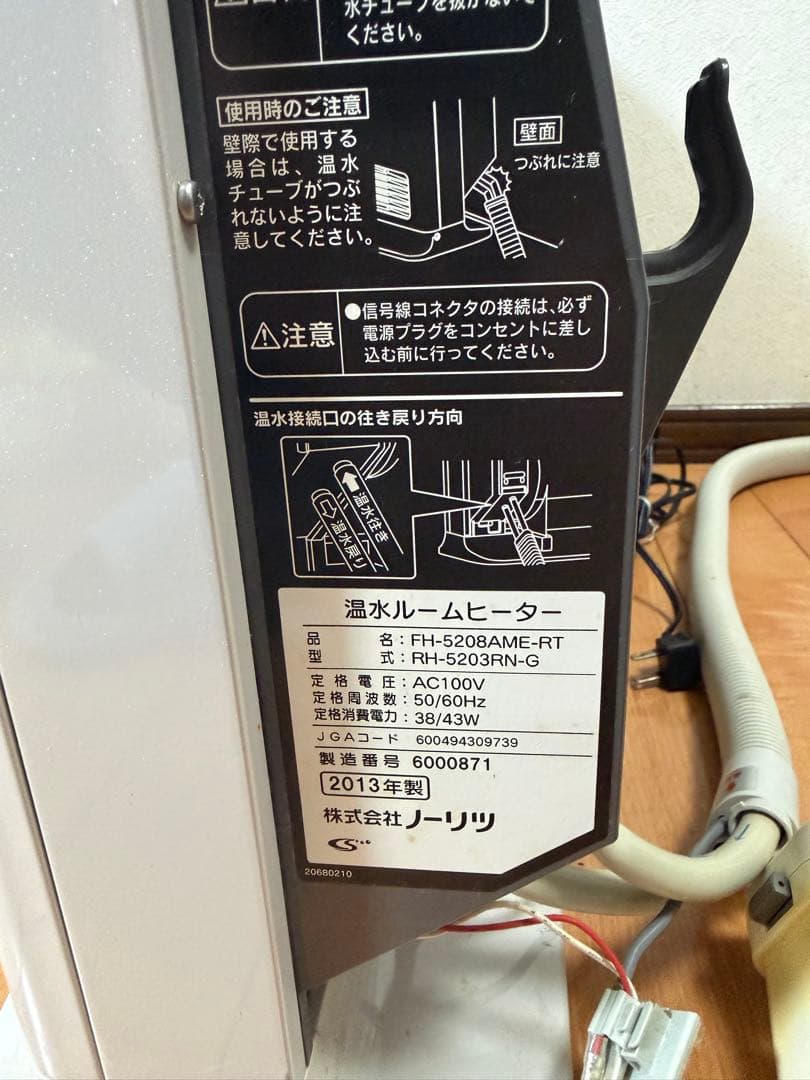 水チューブを抜かないで
ください。
使用時のご注意
壁際で使用する
場合は、温水
チューブがつぶ
れないように注
意してください。
壁面
つぶれに注意
注意
●信号線コネクタの接続は、必ず
電源プラグをコンセントに差し
込む前に行ってください。
温水接続口の往き戻り方向
温水往き
温水戻り
温水ルームヒーター
品名：FH-5208AME-RT
型式：RH-5203RN-G
定格電圧：AC100V
定格周波数：50/60Hz
定格消費電力：38/43W
JGAコード 600494309739
製造番号 6000871
2013年製
株式会社ノーリツ
20680210